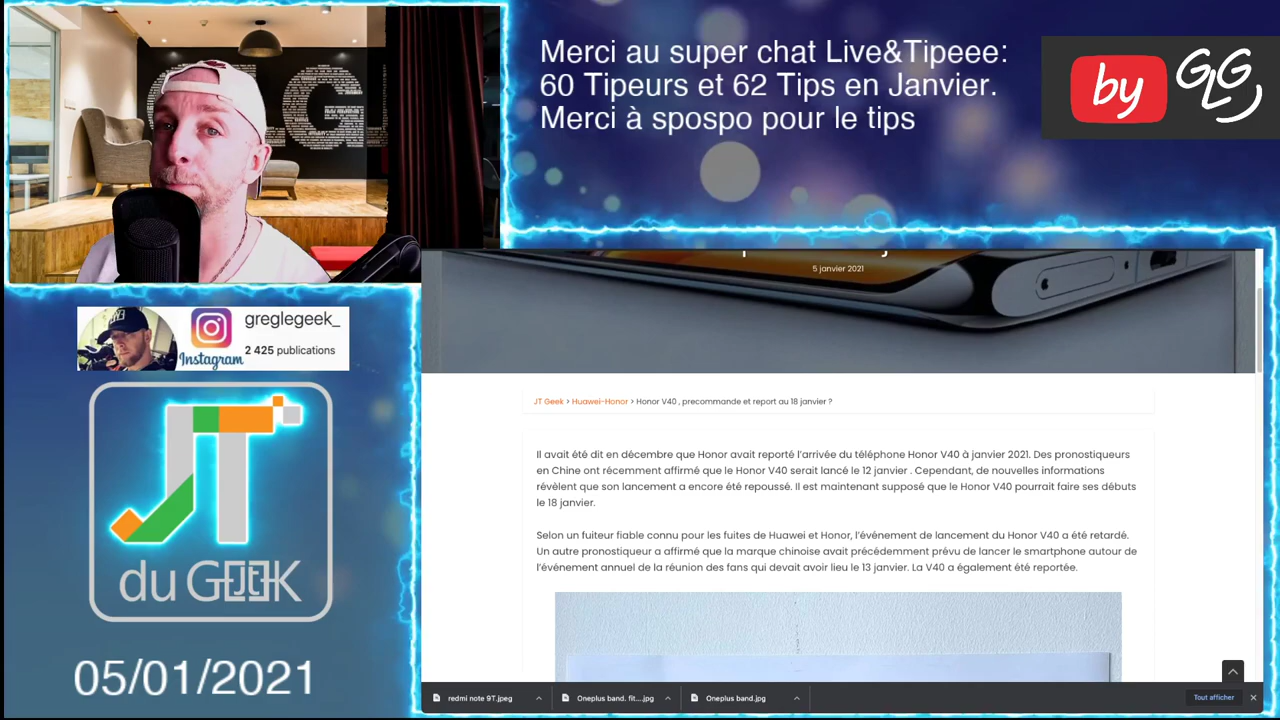 Merci au super chat Live&Tipeee:
60 Tipeurs et 62 Tips en Janvier.
Merci à sposito pour le tips
by GLG
greglegeek_
Instagram
2 425 publications
JT
du GEEK
05/01/2021
5 janvier 2021
JT Geek > Huawei-Honor > Honor V40 , precommande et report au 18 janvier ?
Il avait été dit en décembre que Honor avait reporté l'arrivée du téléphone Honor V40 à janvier 2021. Des pronostiqueurs
en Chine ont récemment affirmé que le Honor V40 serait lancé le 12 janvier . Cependant, de nouvelles informations
révèlent que son lancement a encore été repoussé. Il est maintenant supposé que le Honor V40 pourrait faire ses débuts
le 18 janvier.
Selon un fuiteur fiable connu pour les fuites de Huawei et Honor, l'événement de lancement du Honor V40 a été retardé.
Un autre pronostiqueur a affirmé que la marque chinoise avait précédemment prévu de lancer le smartphone autour de
l'événement annuel de la réunion des fans qui devait avoir lieu le 13 janvier. La V40 a également été reportée.
redmi note 9T.jpeg
Oneplus band. fit....jpg
Oneplus band.jpg
Tout afficher